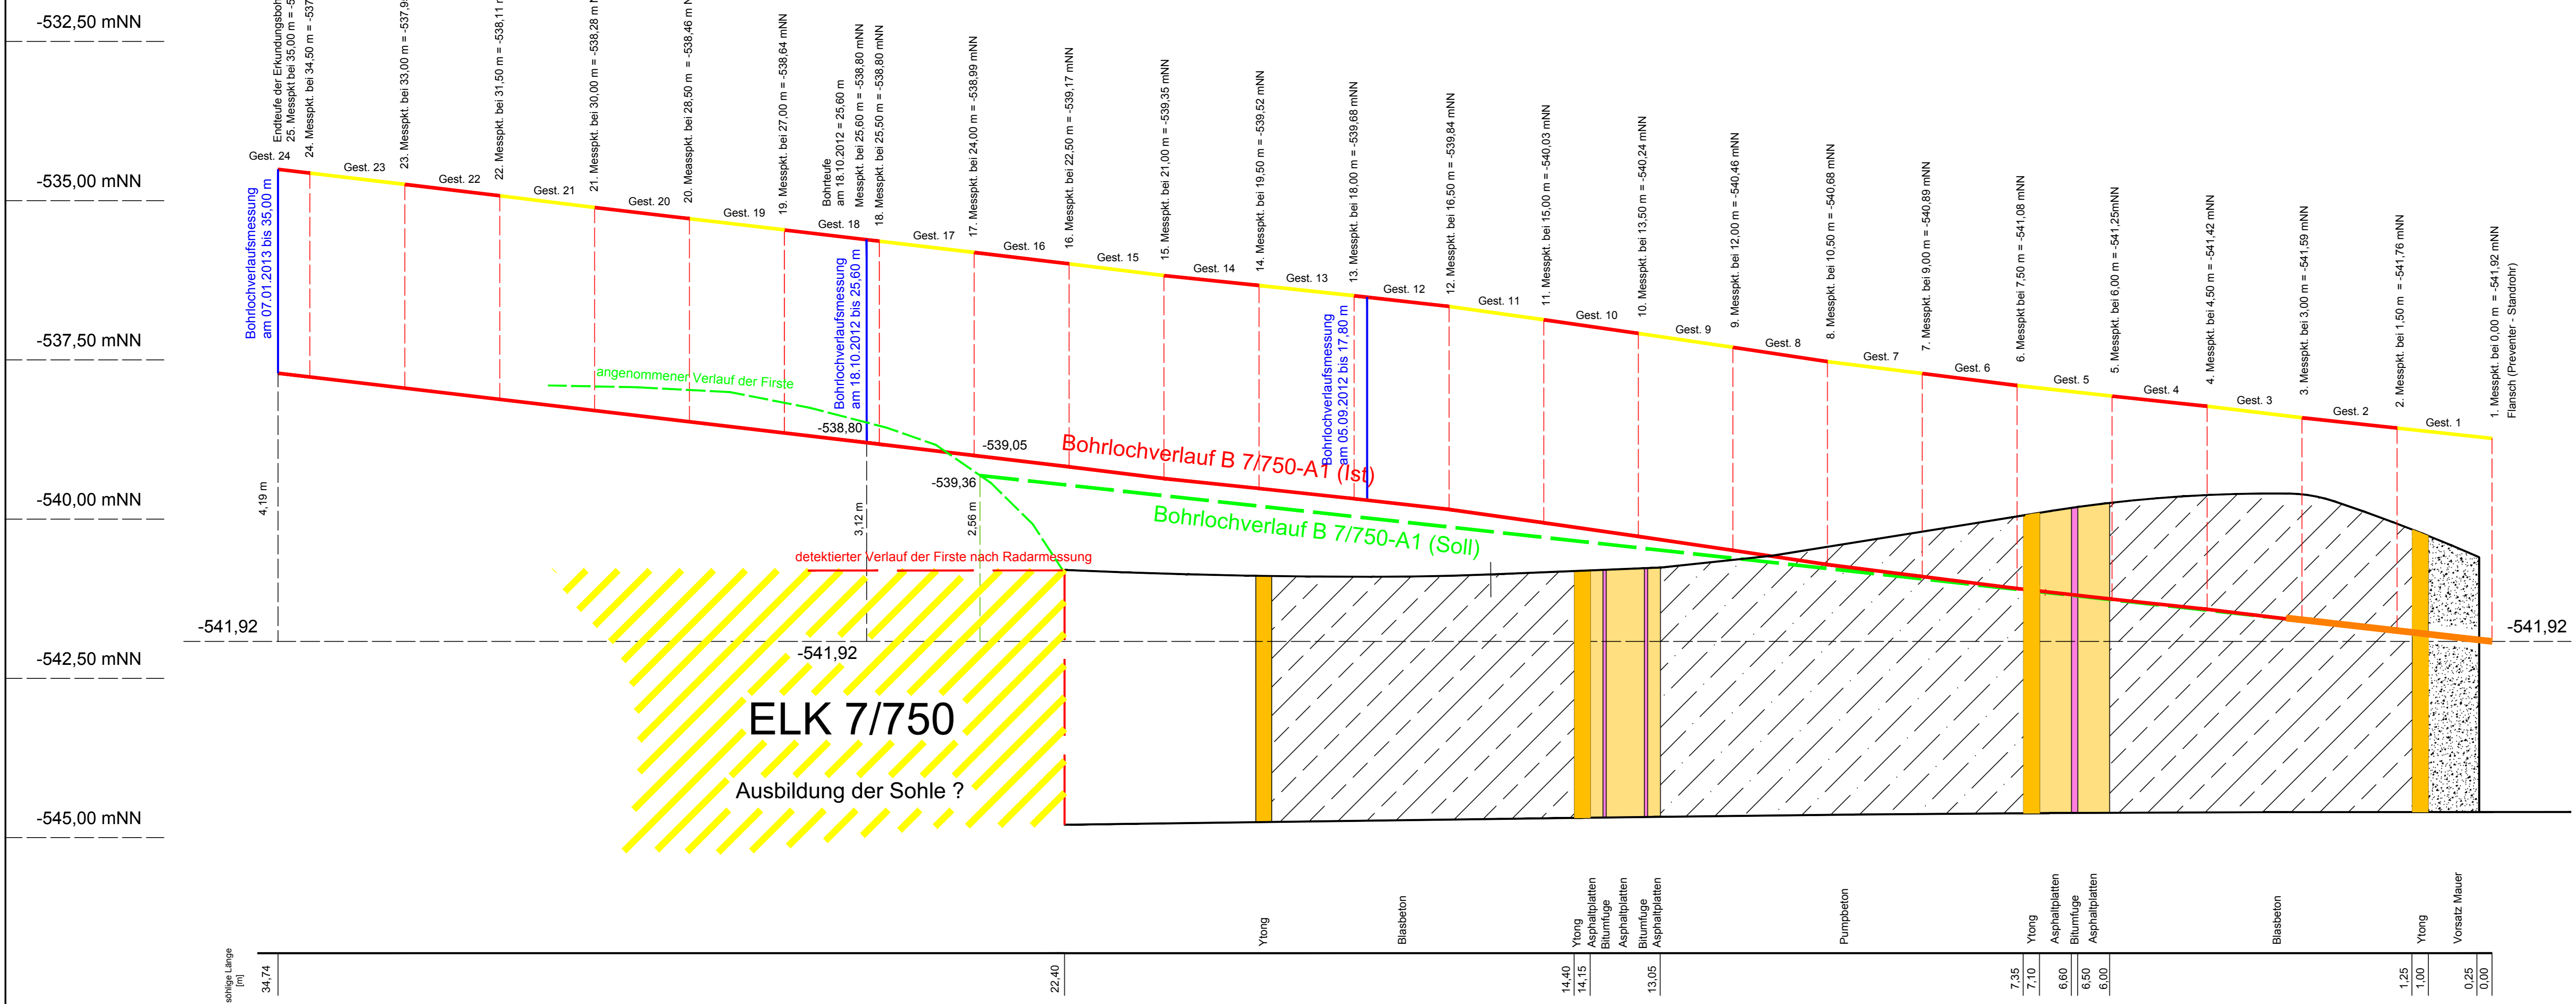 -532,50 mNN
-535,00 mNN
-537,50 mNN
-540,00 mNN
-542,50 mNN
-545,00 mNN
Endteufe der Erkundungsboh
25. Messpkt bei 35,00 m = -5
24. Messpkt. bei 34,50 m = -537
23. Messpkt. bei 33,00 m = -537,9
22. Messpkt. bei 31,50 m = -538,11 m
21. Messpkt. bei 30,00 m = -538,28 m N
20. Measspkt. bei 28,50 m = -538,46 m N
19. Messpkt. bei 27,00 m = -538,64 mNN
Bohrteufe
am 18.10.2012 = 25,60 m
Messpkt. bei 25,60 m = -538,80 mNN
18. Messpkt. bei 25,50 m = -538,80 mNN
17. Messpkt. bei 24,00 m = -538,99 mNN
16. Messpkt. bei 22,50 m = -539,17 mNN
15. Messpkt. bei 21,00 m = -539,35 mNN
14. Messpkt. bei 19,50 m = -539,52 mNN
13. Messpkt. bei 18,00 m = -539,68 mNN
12. Messpkt. bei 16,50 m = -539,84 mNN
11. Messpkt. bei 15,00 m = -540,03 mNN
10. Messpkt. bei 13,50 m = -540,24 mNN
9. Messpkt. bei 12,00 m = -540,46 mNN
8. Messpkt. bei 10,50 m = -540,68 mNN
7. Messpkt. bei 9,00 m = -540,89 mNN
6. Messpkt bei 7,50 m = -541,08 mNN
5. Messpkt. bei 6,00 m = -541,25mNN
4. Messpkt. bei 4,50 m = -541,42 mNN
3. Messpkt. bei 3,00 m = -541,59 mNN
2. Messpkt. bei 1,50 m = -541,76 mNN
1. Messpkt. bei 0,00 m = -541,92 mNN
Flansch (Preventer - Standrohr)
Gest. 24
Gest. 23
Gest. 22
Gest. 21
Gest. 20
Gest. 19
Gest. 18
Gest. 17
Gest. 16
Gest. 15
Gest. 14
Gest. 13
Gest. 12
Gest. 11
Gest. 10
Gest. 9
Gest. 8
Gest. 7
Gest. 6
Gest. 5
Gest. 4
Gest. 3
Gest. 2
Gest. 1
Bohrlochverlaufsmessung
am 07.01.2013 bis 35,00 m
Bohrlochverlaufsmessung
am 18.10.2012 bis 25,60 m
Bohrlochverlaufsmessung
am 05.09.2012 bis 17,80 m
angenommener Verlauf der Firste
-538,80
-539,05
-539,36
Bohrlochverlauf B 7/750-A1 (Ist)
Bohrlochverlauf B 7/750-A1 (Soll)
4,19 m
3,12 m
2,56 m
detektierter Verlauf der Firste nach Radarmessung
-541,92
-541,92
-541,92
ELK 7/750
Ausbildung der Sohle ?
Ytong
Blasbeton
Ytong
Asphaltplatten
Bitumfuge
Asphaltplatten
Bitumfuge
Asphaltplatten
Pumpbeton
Ytong
Asphaltplatten
Bitumfuge
Asphaltplatten
Blasbeton
Ytong
Vorsatz Mauer
söhlige Länge
[m]
34,74
22,40
14,40
14,15
13,05
7,35
7,10
6,60
6,50
6,00
1,25
1,00
0,25
0,00